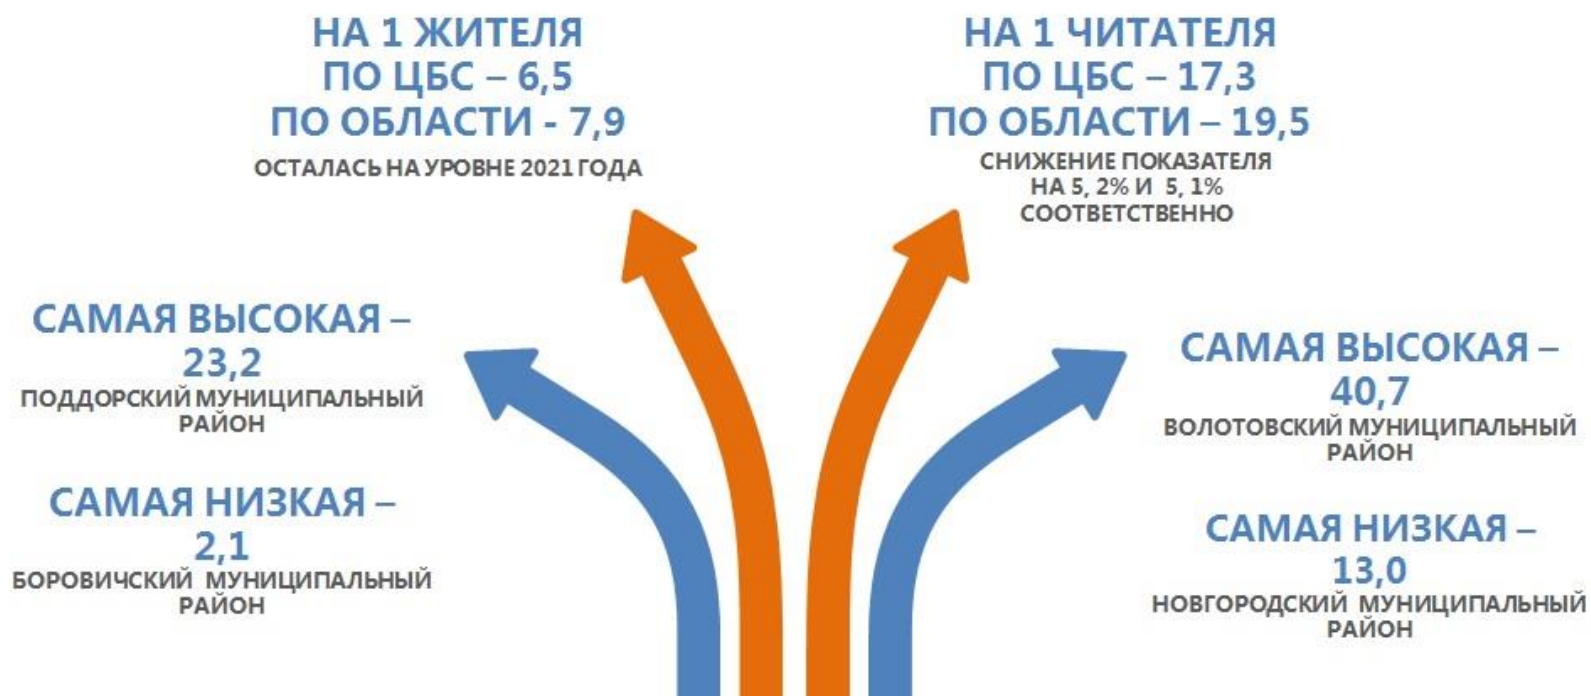 НА 1 ЖИТЕЛЯ
ПО ЦБС – 6,5
ПО ОБЛАСТИ - 7,9
ОСТАЛАСЬ НА УРОВНЕ 2021 ГОДА
САМАЯ ВЫСОКАЯ –
23,2
ПОДДОРСКИЙ МУНИЦИПАЛЬНЫЙ
РАЙОН
САМАЯ НИЗКАЯ –
2,1
БОРОВИЧСКИЙ МУНИЦИПАЛЬНЫЙ
РАЙОН
НА 1 ЧИТАТЕЛЯ
ПО ЦБС – 17,3
ПО ОБЛАСТИ – 19,5
СНИЖЕНИЕ ПОКАЗАТЕЛЯ
НА 5, 2% И 5, 1%
СООТВЕТСТВЕННО
САМАЯ ВЫСОКАЯ –
40,7
ВОЛОТОВСКИЙ МУНИЦИПАЛЬНЫЙ
РАЙОН
САМАЯ НИЗКАЯ –
13,0
НОВГОРОДСКИЙ МУНИЦИПАЛЬНЫЙ
РАЙОН